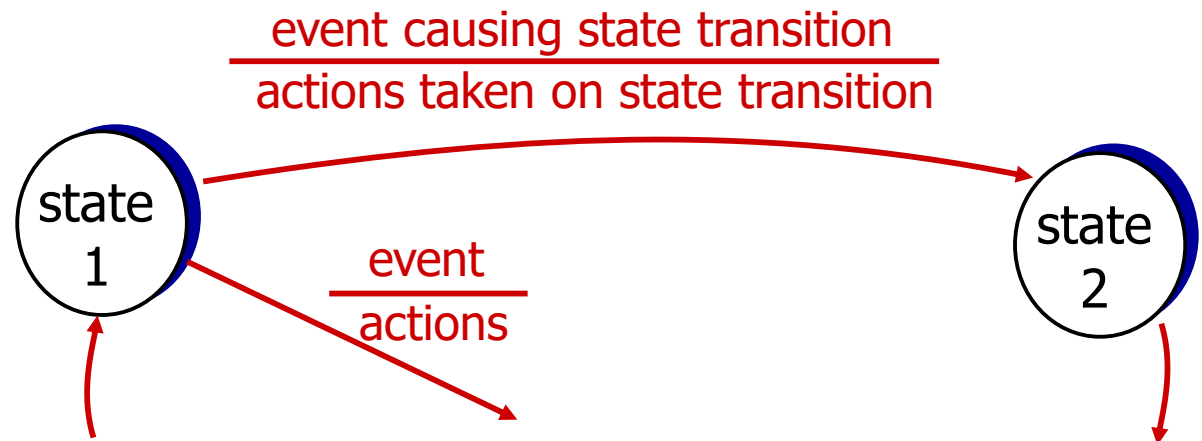 event causing state transition
actions taken on state transition
state
1
state
2
event
actions